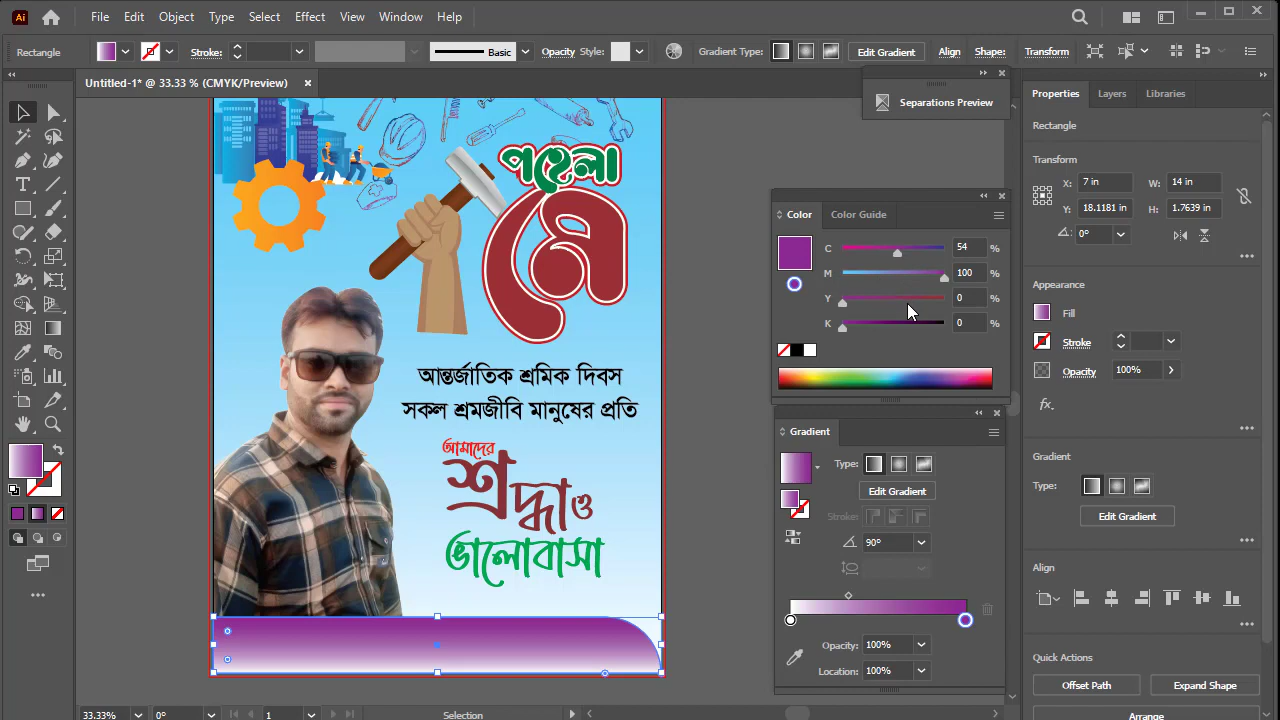 Ai File Edit Object Type Select Effect View Window Help
Rectangle Stroke: Basic Opacity Style: Gradient Type: Edit Gradient Align Shape: Transform
Untitled-1* @ 33.33 % (CMYK/Preview) ×
Separations Preview
Properties Layers Libraries
Rectangle
Transform
X: 7 in W: 14 in
Y: 18.1181 in H: 1.7639 in
0°
Appearance
Fill
Stroke
Opacity 100%
fx.
Gradient
Type:
Edit Gradient
Align
Quick Actions
Offset Path Expand Shape
Arrange
Color Color Guide
C 54 %
M 100 %
Y 0 %
K 0 %
Gradient
Type:
Edit Gradient
Stroke:
90°
Opacity: 100%
Location: 100%
পহেলা
মে
আন্তর্জাতিক শ্রমিক দিবস
সকল শ্রমজীবি মানুষের প্রতি
আমাদের
শ্রদ্ধা ও
ভালোবাসা
33.33% 0° 1 Selection